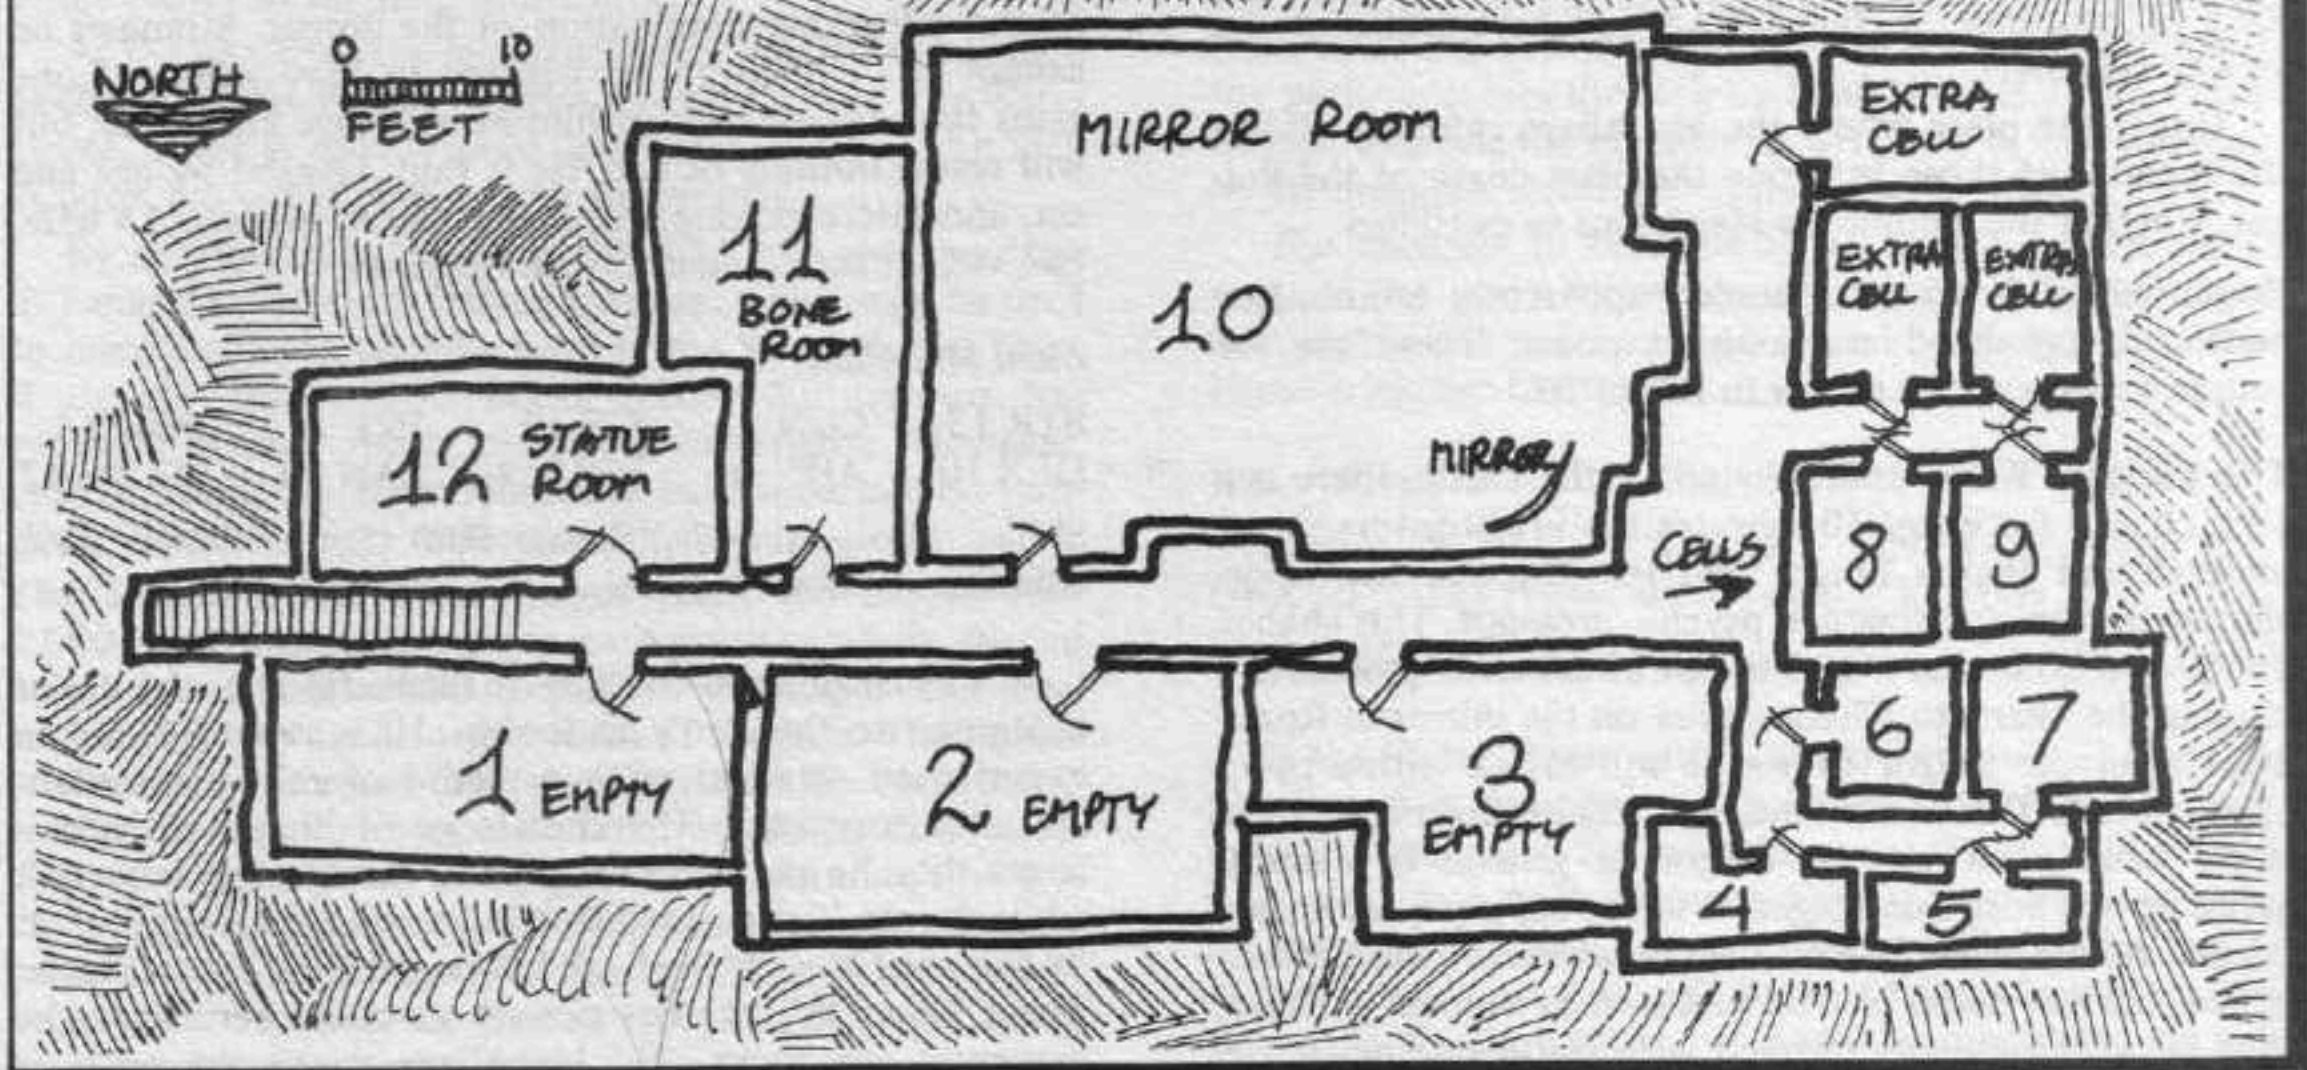 NORTH
0 10
FEET
MIRROR ROOM
10
MIRROR
11
BONE
ROOM
12 STATUE
ROOM
EXTRA
CELL
EXTRA
CELL
EXTRA
CELL
CELLS
8
9
6
7
1 EMPTY
2 EMPTY
3
EMPTY
4
5